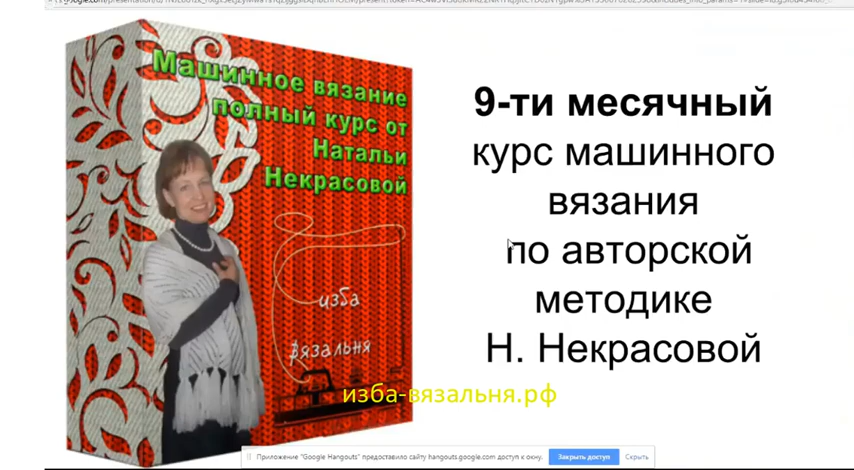 Машинное вязание
полный курс от
Натальи
Некрасовой
изба
вязальня
9-ти месячный
курс машинного
вязания
по авторской
методике
Н. Некрасовой
изба-вязальня.рф
Приложение "Google Hangouts" предоставило сайту hangouts.google.com доступ к окну.
Закрыть доступ
Скрыть